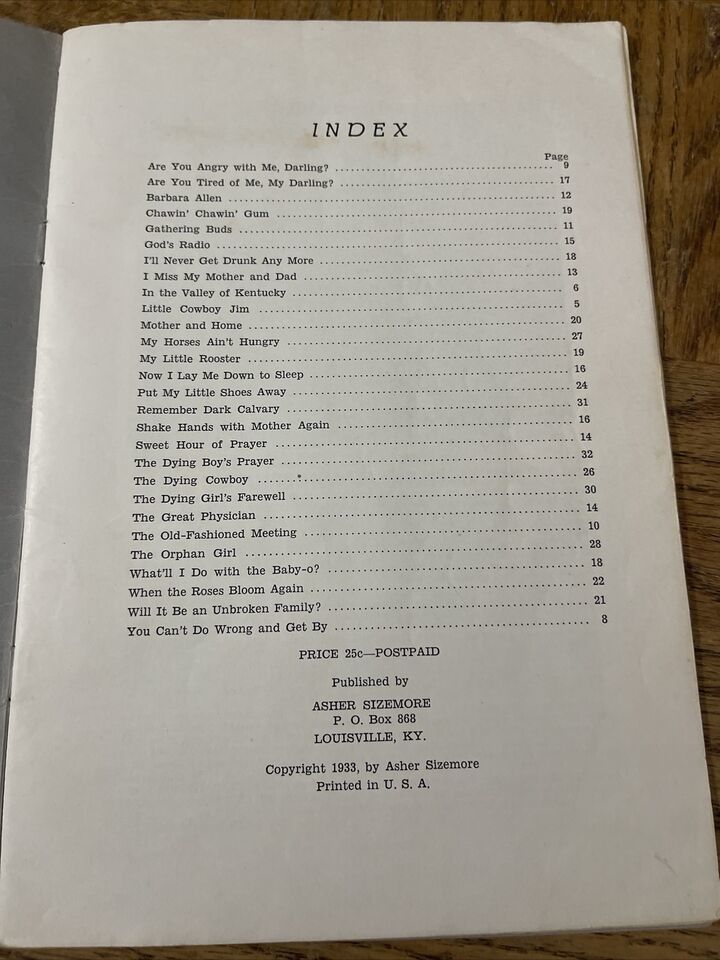 INDEX
Page
Are You Angry with Me, Darling? 9
Are You Tired of Me, My Darling? 17
Barbara Allen 12
Chawin' Chawin' Gum 19
Gathering Buds 11
God's Radio 15
I'll Never Get Drunk Any More 18
I Miss My Mother and Dad 13
In the Valley of Kentucky 6
Little Cowboy Jim 5
Mother and Home 20
My Horses Ain't Hungry 27
My Little Rooster 19
Now I Lay Me Down to Sleep 16
Put My Little Shoes Away 24
Remember Dark Calvary 31
Shake Hands with Mother Again 16
Sweet Hour of Prayer 14
The Dying Boy's Prayer 32
The Dying Cowboy 26
The Dying Girl's Farewell 30
The Great Physician 14
The Old-Fashioned Meeting 10
The Orphan Girl 28
What'll I Do with the Baby-o? 18
When the Roses Bloom Again 22
Will It Be an Unbroken Family? 21
You Can't Do Wrong and Get By 8
PRICE 25c—POSTPAID
Published by
ASHER SIZEMORE
P. O. Box 868
LOUISVILLE, KY.
Copyright 1933, by Asher Sizemore
Printed in U. S. A.